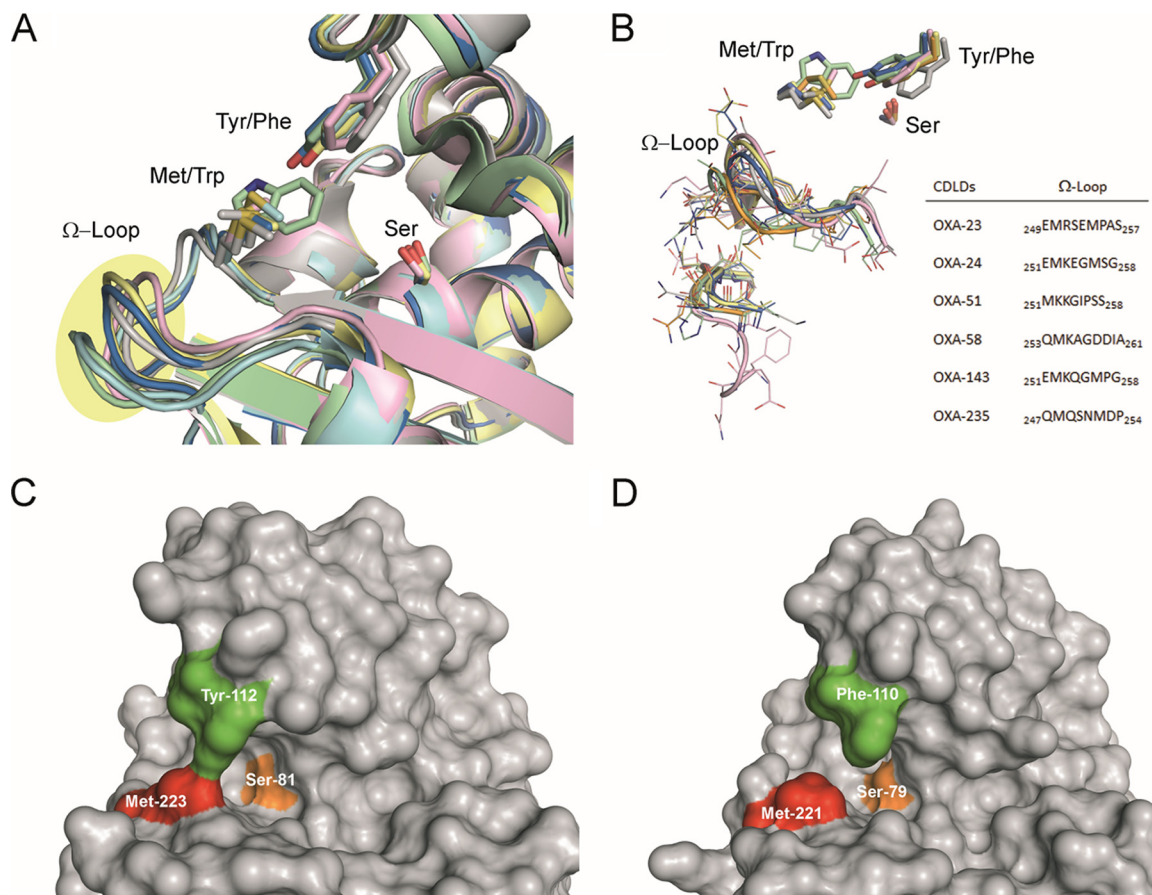 A
Tyr/Phe
Met/Trp
Ω–Loop
Ser
B
Met/Trp
Tyr/Phe
Ser
Ω–Loop
CDLDs Ω-Loop
OXA-23 249EMRSEMPAS257
OXA-24 251EMKEGMSG258
OXA-51 251MKKGIPSS258
OXA-58 253QMKAGDDIA261
OXA-143 251EMKQGMPG258
OXA-235 247QMQSNMDP254
C
Tyr-112
Ser-81
Met-223
D
Phe-110
Ser-79
Met-221